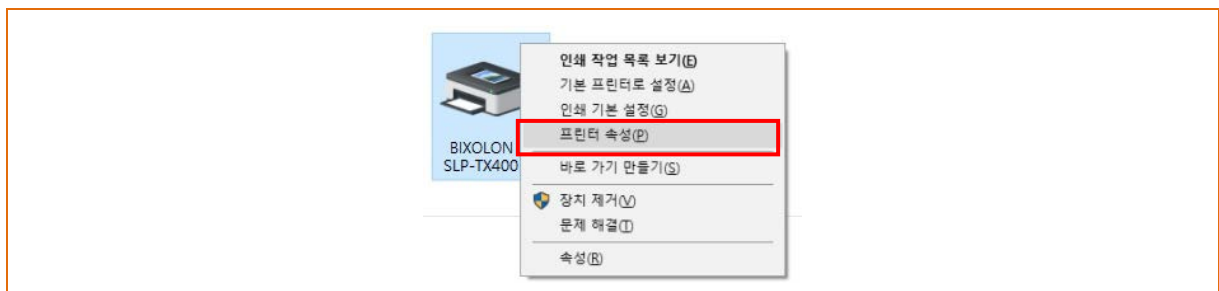 인쇄 작업 목록 보기(E)
기본 프린터로 설정(A)
인쇄 기본 설정(G)
프린터 속성(P)
바로 가기 만들기(S)
장치 제거(V)
문제 해결(T)
속성(R)
BIXOLON
SLP-TX400